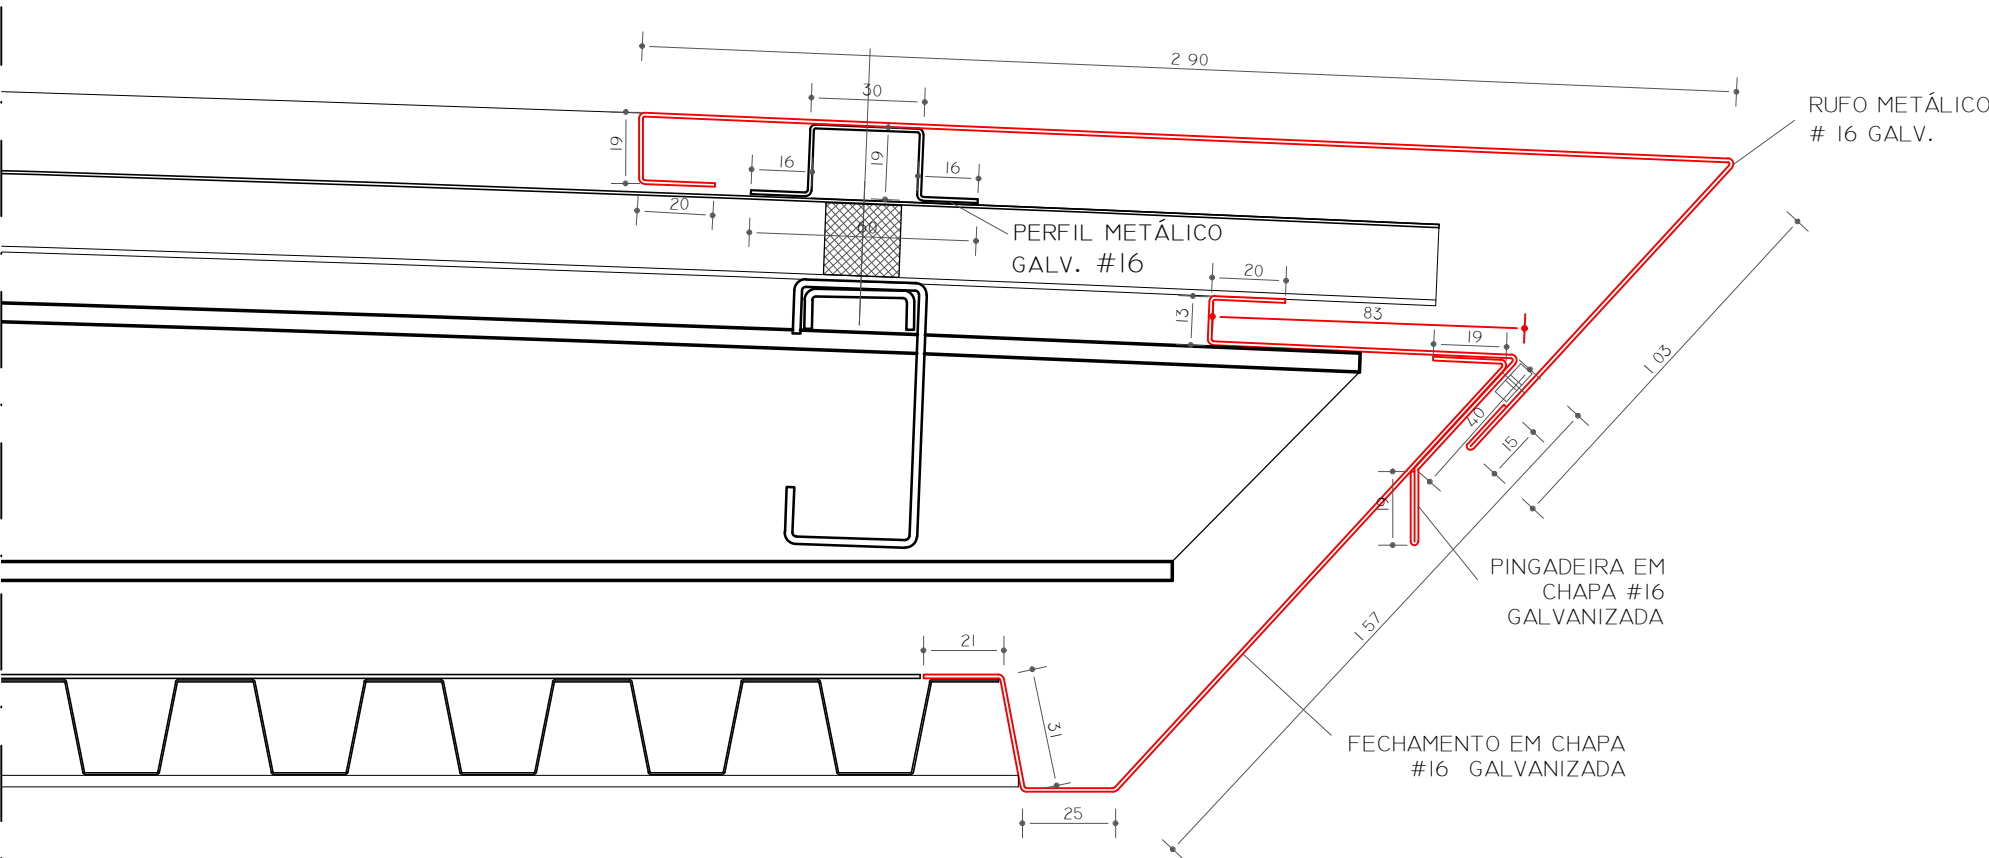 2 90
30
RUFO METÁLICO
# 16 GALV.
19
16
19
16
20
60
PERFIL METÁLICO
GALV. #16
20
13
83
19
1 03
40
15
19
PINGADEIRA EM
CHAPA #16
GALVANIZADA
1 57
21
31
FECHAMENTO EM CHAPA
#16 GALVANIZADA
25